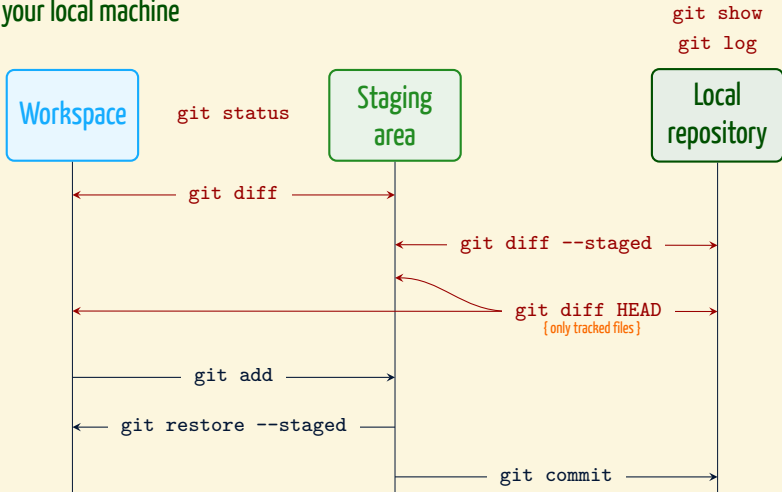 your local machine
git show
git log
Workspace
git status
Staging
area
Local
repository
git diff
git diff --staged
git diff HEAD
{ only tracked files }
git add
git restore --staged
git commit